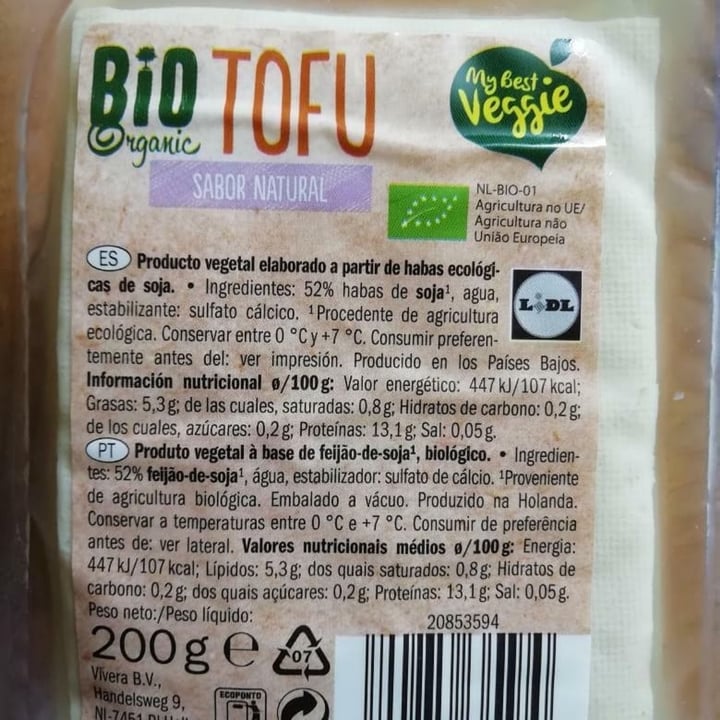 BIO
Organic
TOFU
My Best
Veggie
SABOR NATURAL
NL-BIO-01
Agricultura no UE/
Agricultura não
União Europeia
ES Producto vegetal elaborado a partir de habas ecológi-
cas de soja. • Ingredientes: 52% habas de soja¹, agua,
estabilizante: sulfato cálcico. ¹Procedente de agricultura
ecológica. Conservar entre 0 °C y +7 °C. Consumir preferen-
temente antes del: ver impresión. Producido en los Países Bajos.
Información nutricional ø/100 g: Valor energético: 447 kJ/107 kcal;
Grasas: 5,3 g; de las cuales, saturadas: 0,8 g; Hidratos de carbono: 0,2 g;
de los cuales, azúcares: 0,2 g; Proteínas: 13,1 g; Sal: 0,05 g.
LIDL
PT Produto vegetal à base de feijão-de-soja¹, biológico. • Ingredien-
tes: 52% feijão-de-soja¹, água, estabilizador: sulfato de cálcio. ¹Proveniente
de agricultura biológica. Embalado a vácuo. Produzido na Holanda.
Conservar a temperaturas entre 0 °C e +7 °C. Consumir de preferência
antes de: ver lateral. Valores nutricionais médios ø/100 g: Energia:
447 kJ/107 kcal; Lípidos: 5,3 g; dos quais saturados: 0,8 g; Hidratos de
carbono: 0,2 g; dos quais açúcares: 0,2 g; Proteínas: 13,1 g; Sal: 0,05 g.
Peso neto:/Peso líquido:
20853594
200 g e
07
Vivera B.V.,
Handelsweg 9,
ECOPONTO